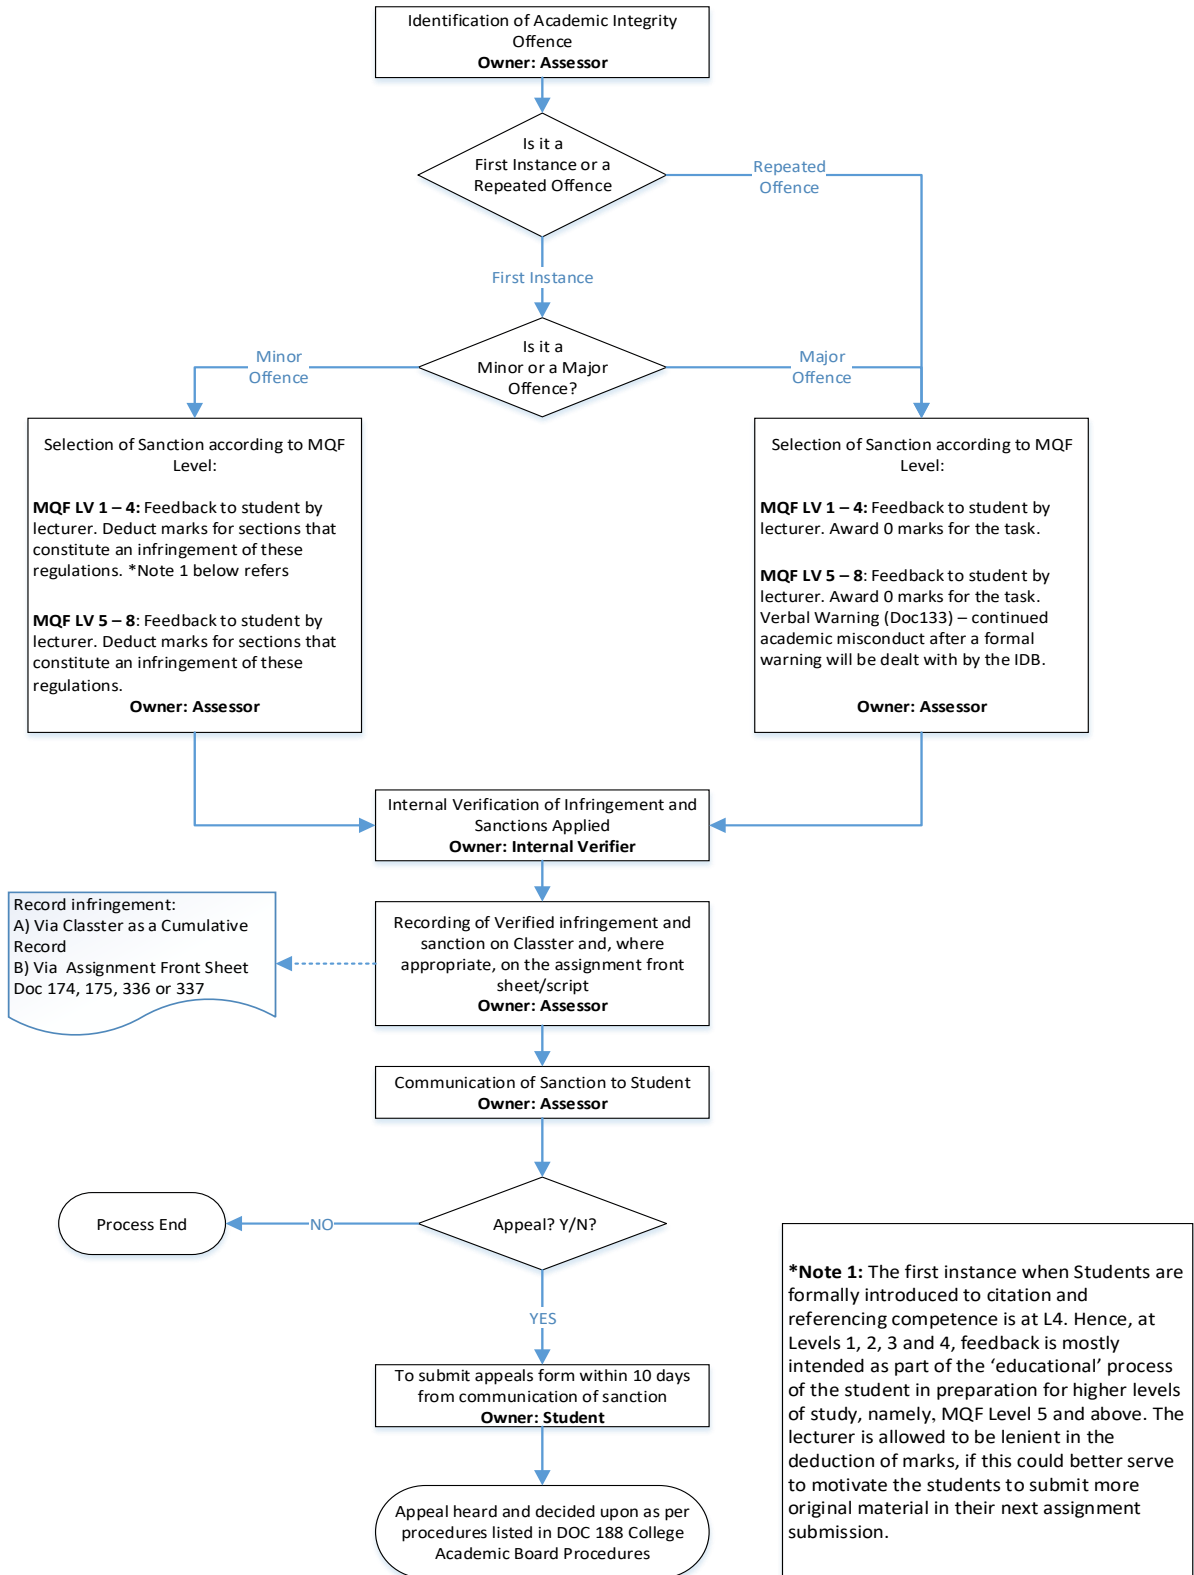 Identification of Academic Integrity
Offence
Owner: Assessor
Is it a
First Instance or a
Repeated Offence
Repeated
Offence
First Instance
Is it a
Minor or a Major
Offence?
Minor
Offence
Major
Offence
Selection of Sanction according to MQF
Level:
MQF LV 1 – 4: Feedback to student by
lecturer. Deduct marks for sections that
constitute an infringement of these
regulations. *Note 1 below refers
MQF LV 5 – 8: Feedback to student by
lecturer. Deduct marks for sections that
constitute an infringement of these
regulations.
Owner: Assessor
Selection of Sanction according to MQF
Level:
MQF LV 1 – 4: Feedback to student by
lecturer. Award 0 marks for the task.
MQF LV 5 – 8: Feedback to student by
lecturer. Award 0 marks for the task.
Verbal Warning (Doc133) – continued
academic misconduct after a formal
warning will be dealt with by the IDB.
Owner: Assessor
Internal Verification of Infringement and
Sanctions Applied
Owner: Internal Verifier
Record infringement:
A) Via Classter as a Cumulative
Record
B) Via Assignment Front Sheet
Doc 174, 175, 336 or 337
Recording of Verified infringement and
sanction on Classter and, where
appropriate, on the assignment front
sheet/script
Owner: Assessor
Communication of Sanction to Student
Owner: Assessor
Process End
NO
Appeal? Y/N?
YES
To submit appeals form within 10 days
from communication of sanction
Owner: Student
Appeal heard and decided upon as per
procedures listed in DOC 188 College
Academic Board Procedures
*Note 1: The first instance when Students are
formally introduced to citation and
referencing competence is at L4. Hence, at
Levels 1, 2, 3 and 4, feedback is mostly
intended as part of the ‘educational’ process
of the student in preparation for higher levels
of study, namely, MQF Level 5 and above. The
lecturer is allowed to be lenient in the
deduction of marks, if this could better serve
to motivate the students to submit more
original material in their next assignment
submission.